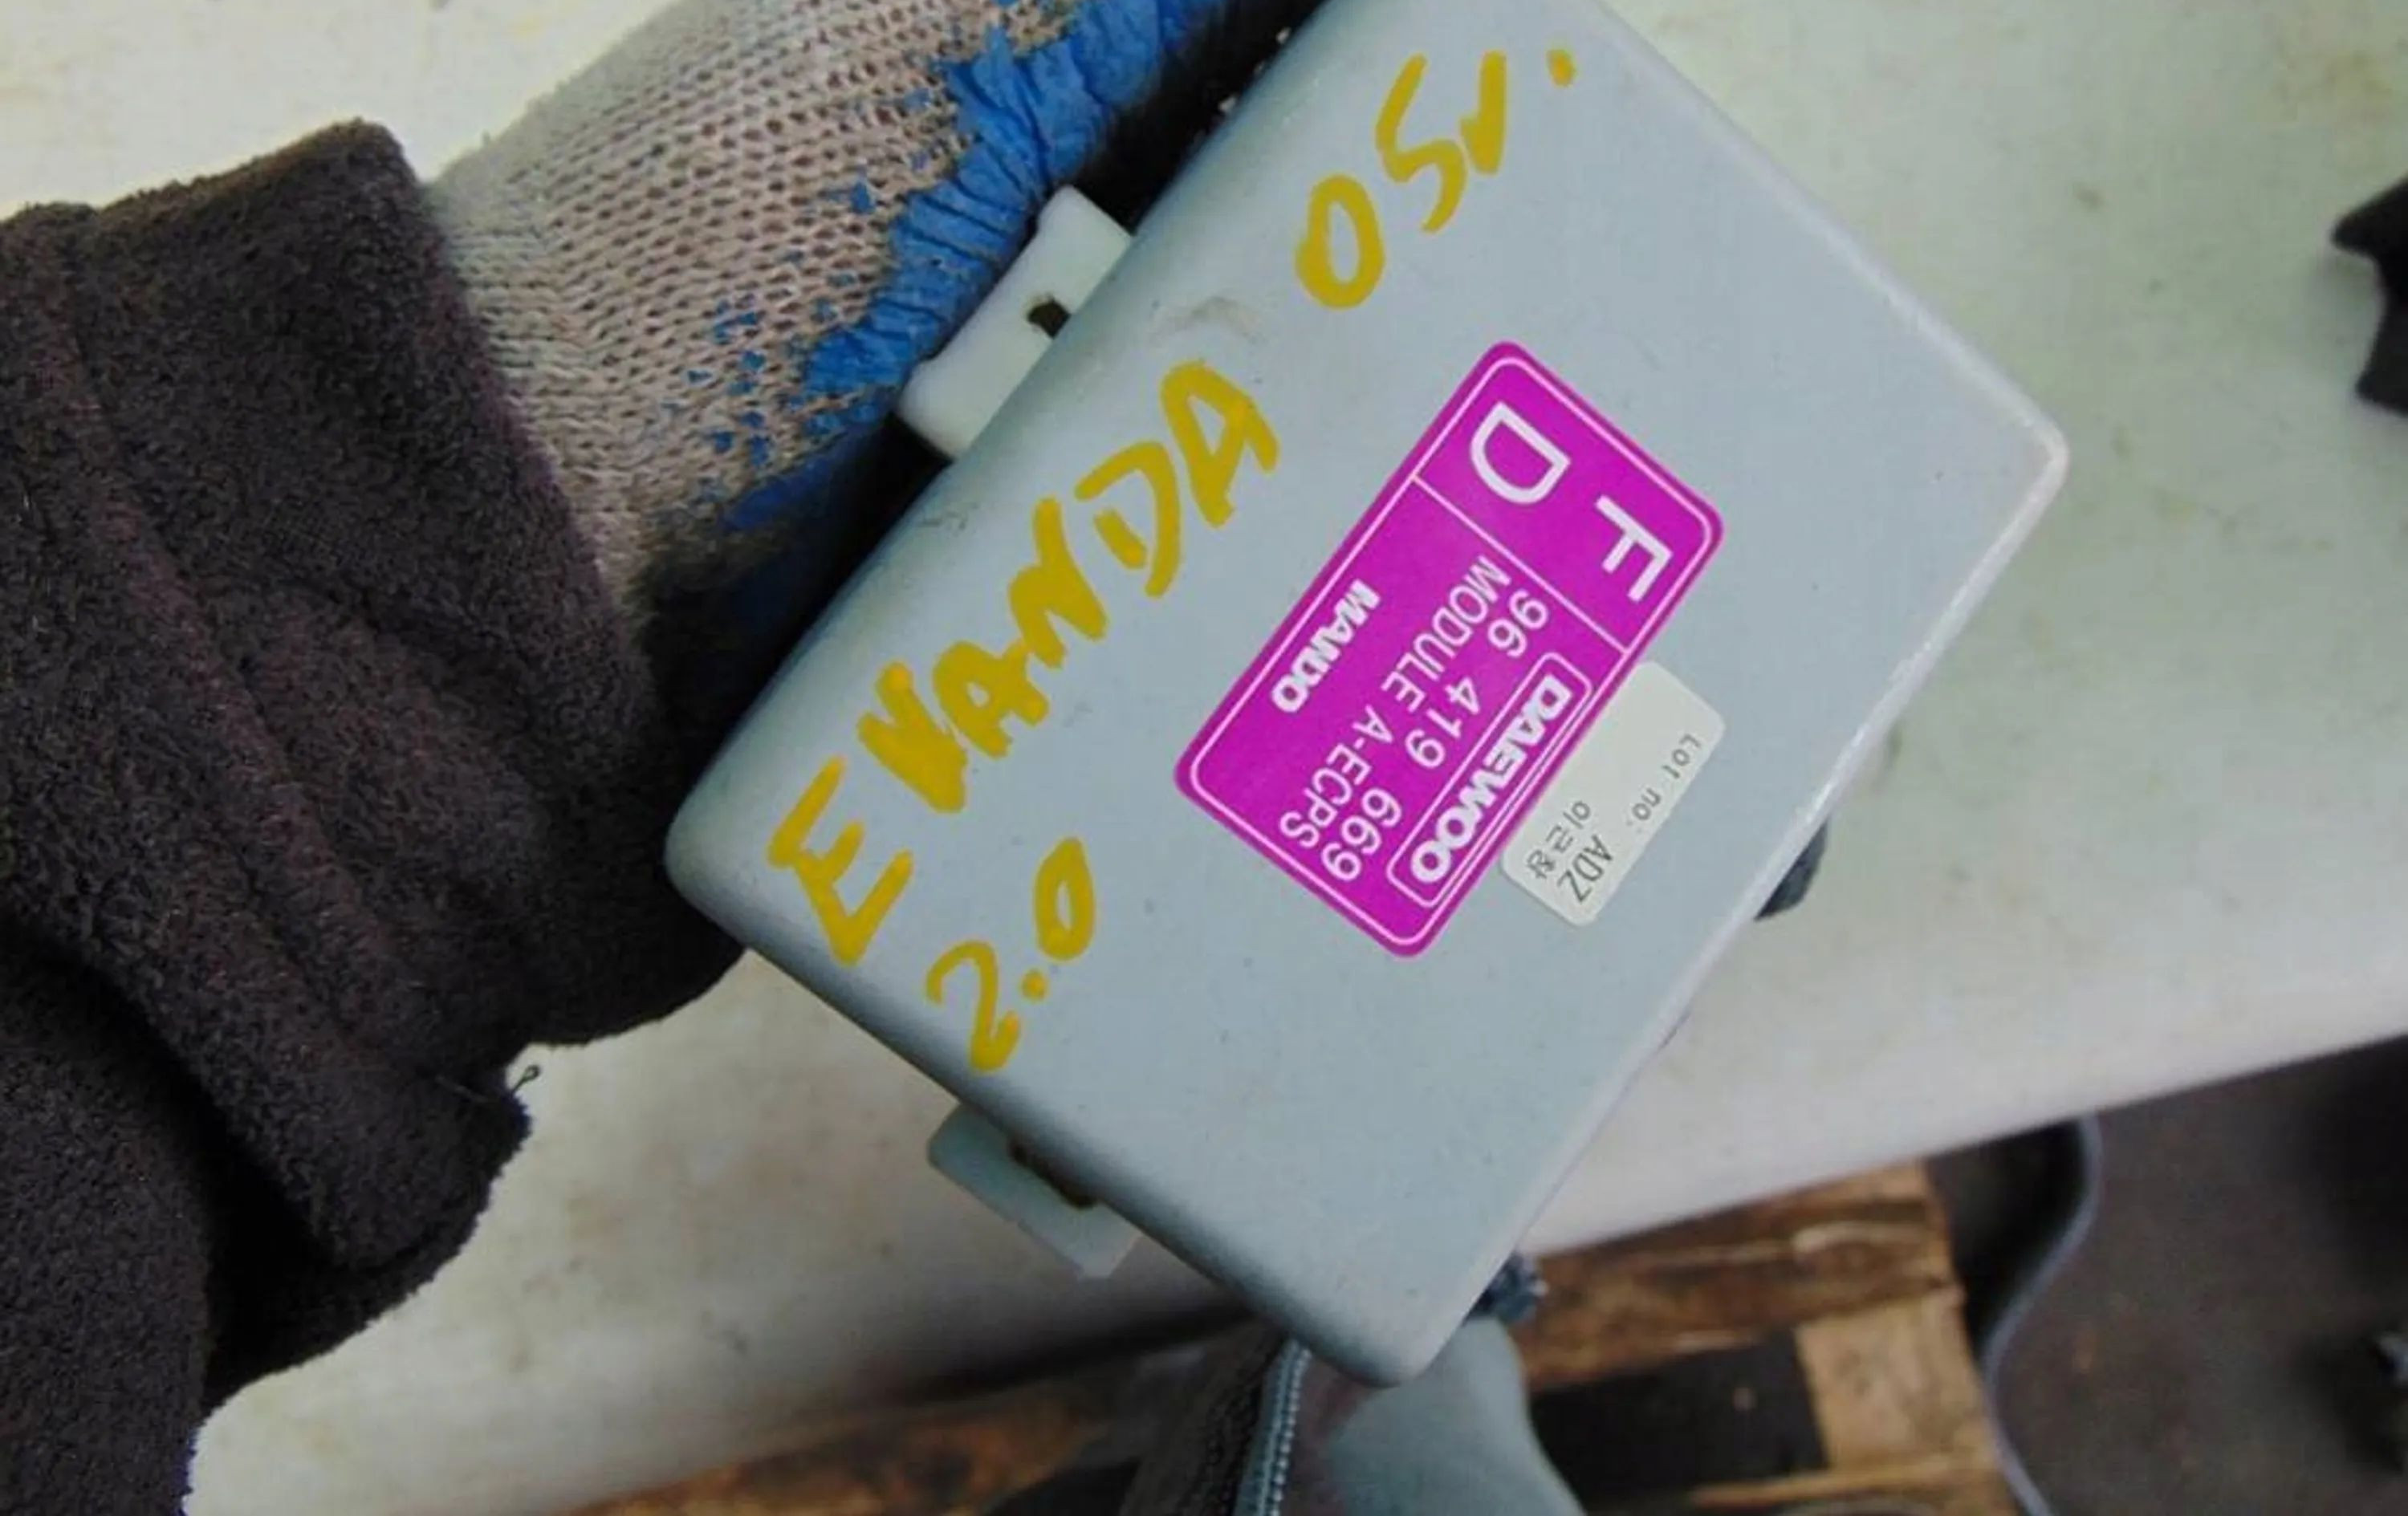 EVANDA 05r.
2.0
DAEWOO
96 419 669
MODULE A-ECPS
MANDO
D F
Lot no.
ADZ